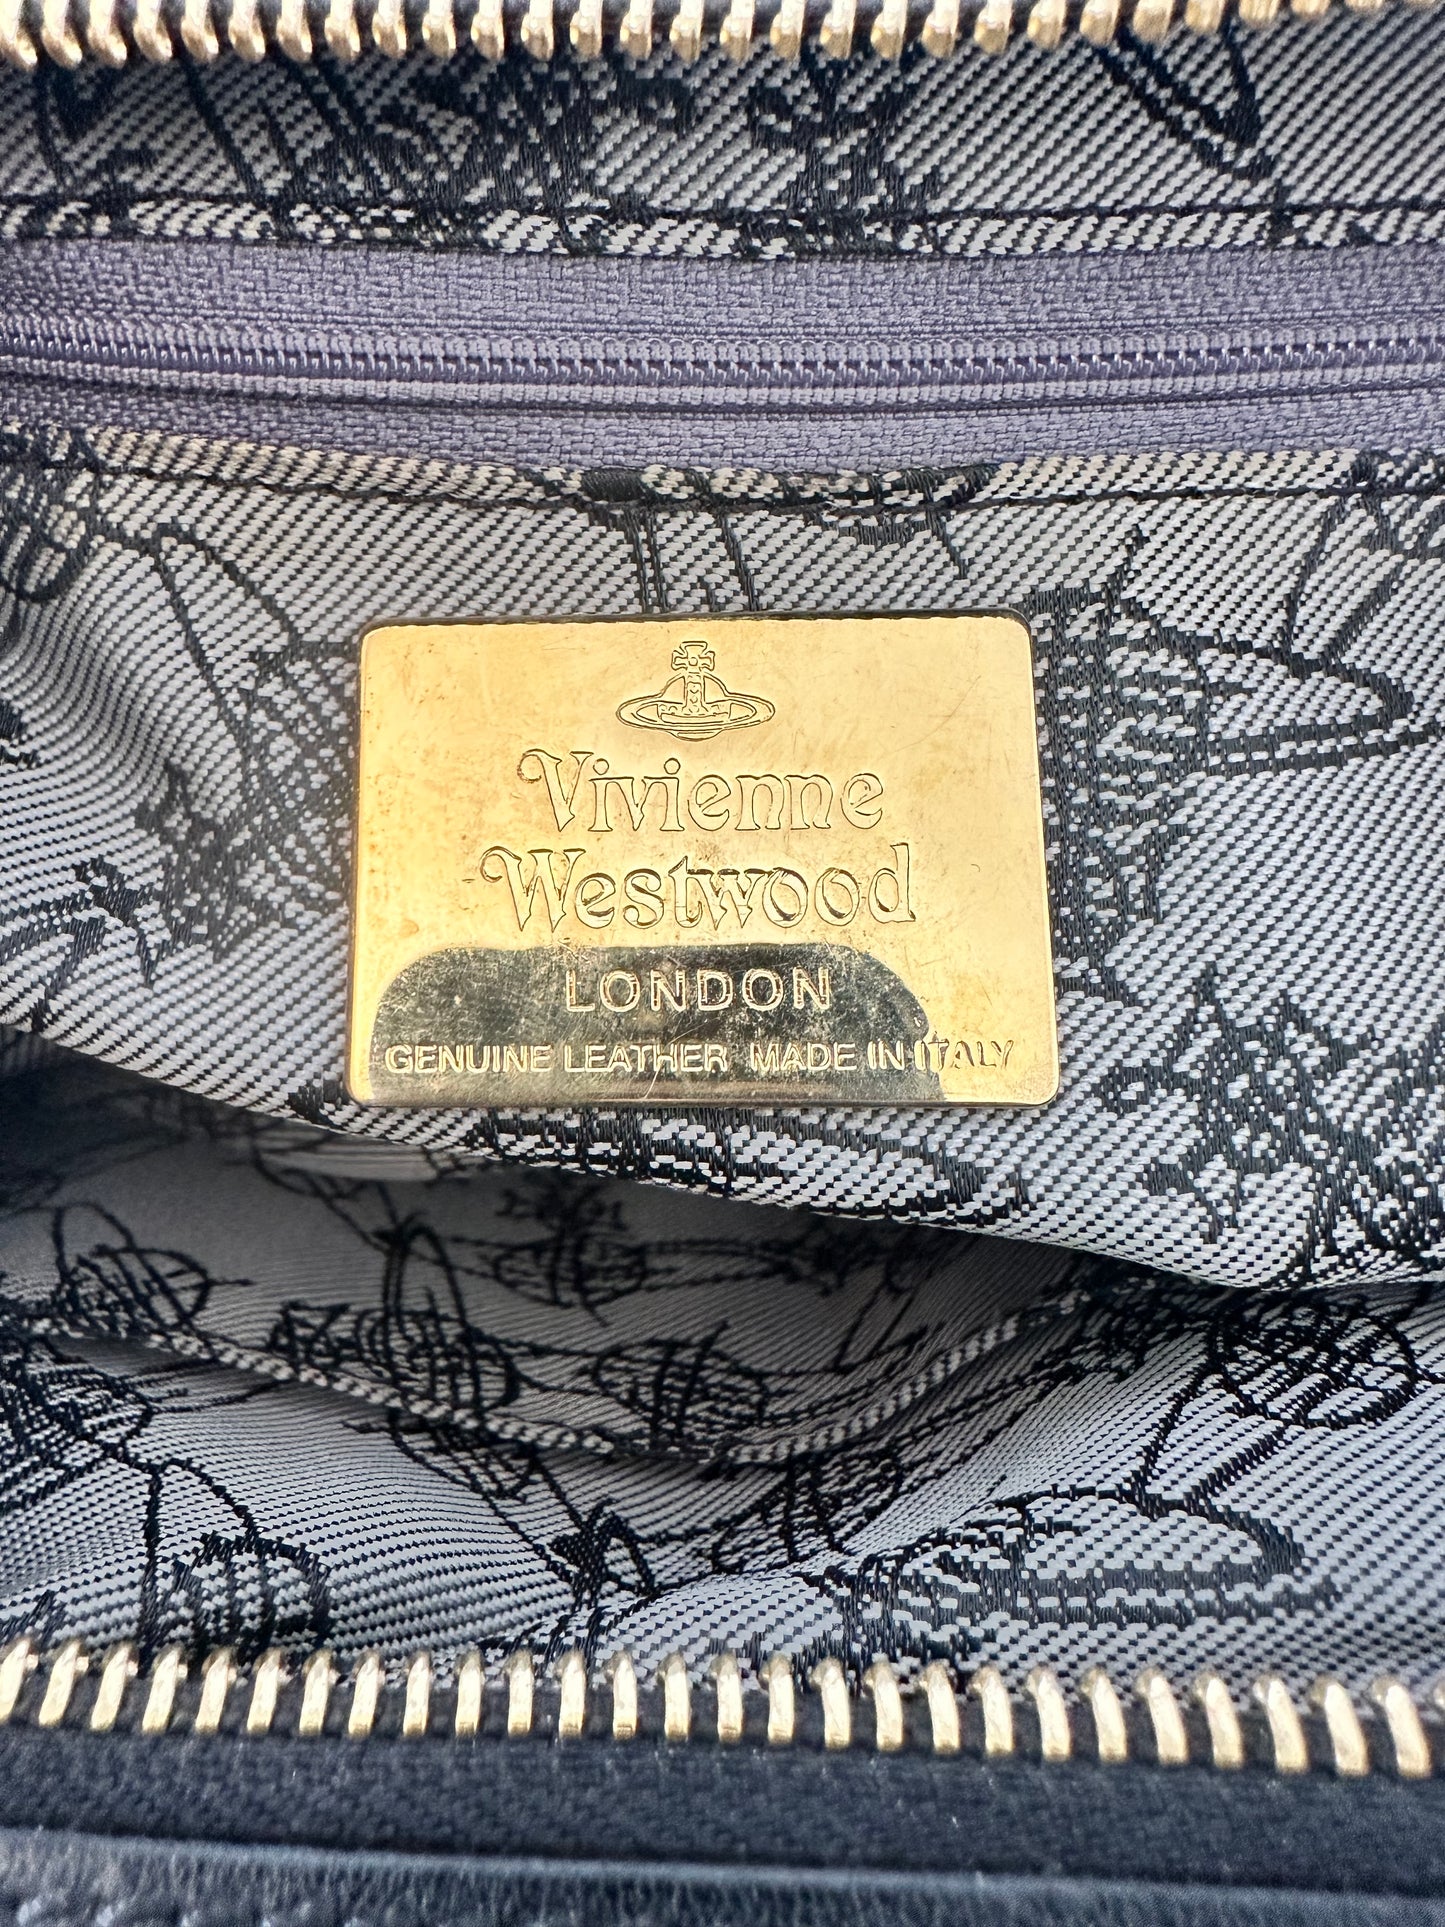 Vivienne
Westwood
LONDON
GENUINE LEATHER MADE IN ITALY